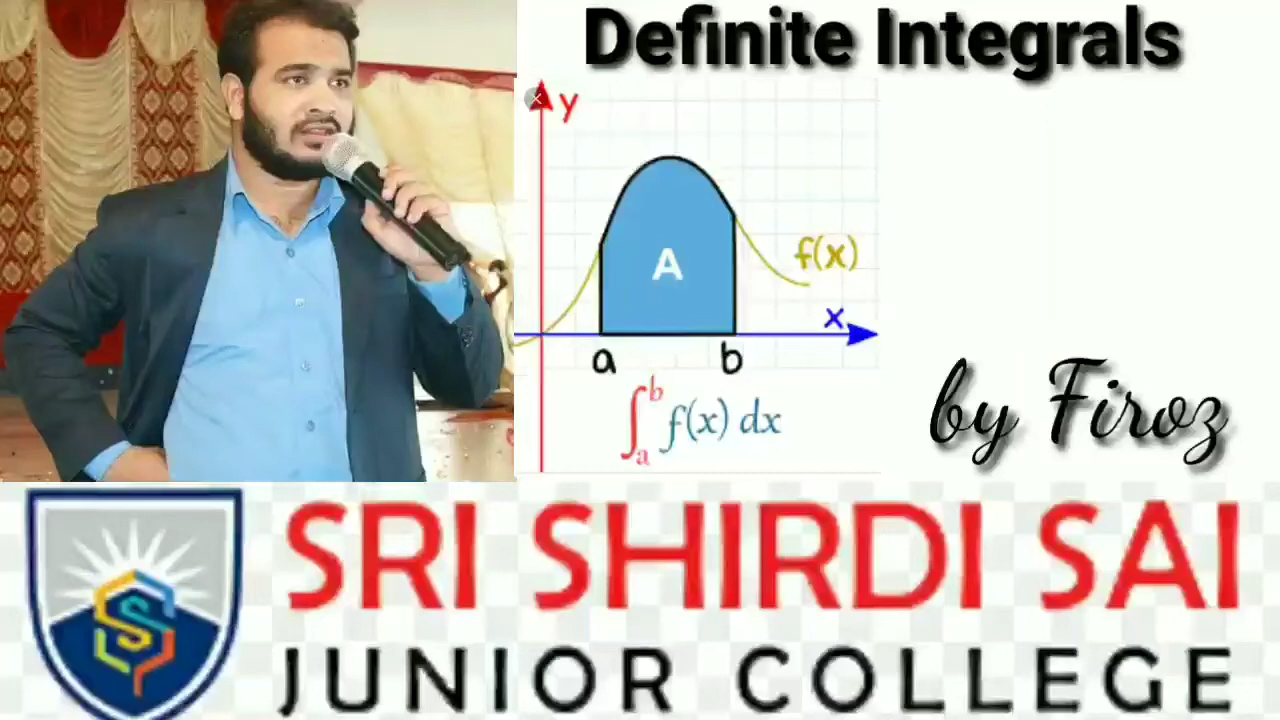 Definite Integrals
y
A
f(x)
x
a b
∫ₐᵇ f(x) dx
by Firoz
S
SRI SHIRDI SAI
JUNIOR COLLEGE